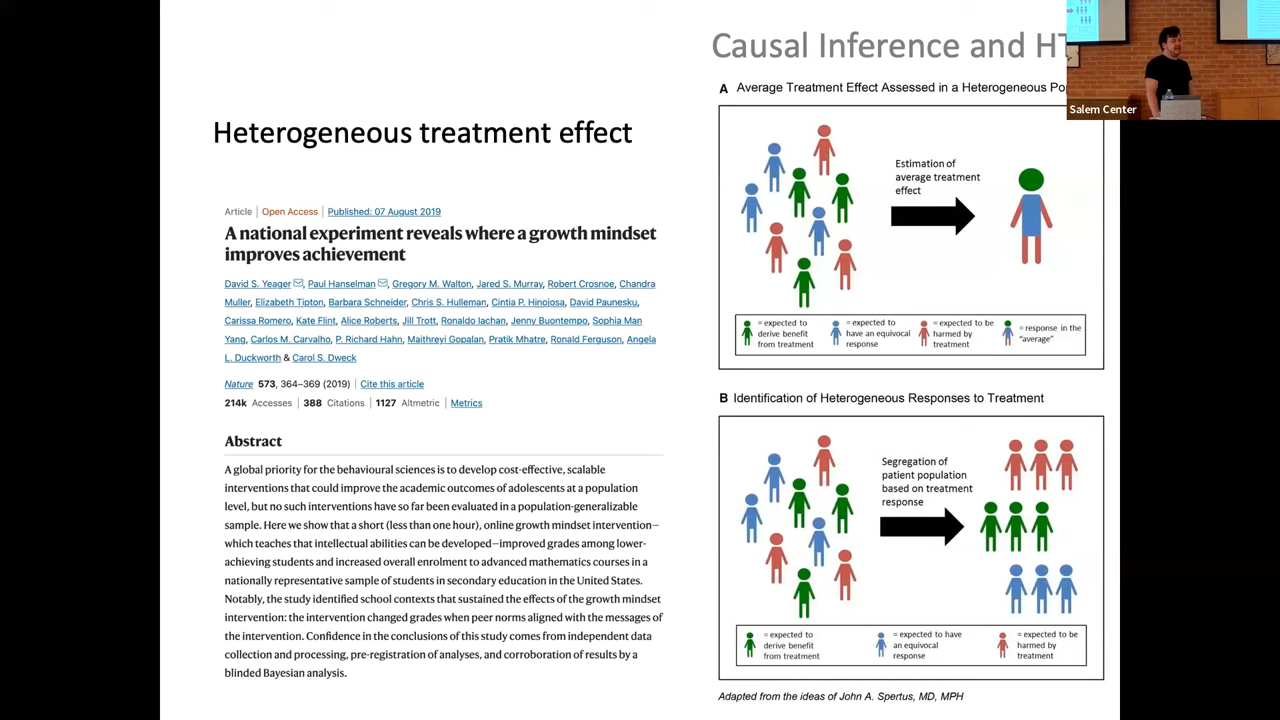 Causal Inference and HT
Salem Center
Heterogeneous treatment effect
Article | Open Access | Published: 07 August 2019
A national experiment reveals where a growth mindset
improves achievement
David S. Yeager, Paul Hanselman, Gregory M. Walton, Jared S. Murray, Robert Crosnoe, Chandra
Muller, Elizabeth Tipton, Barbara Schneider, Chris S. Hulleman, Cintia P. Hinojosa, David Paunesku,
Carissa Romero, Kate Flint, Alice Roberts, Jill Trott, Ronaldo Iachan, Jenny Buontempo, Sophia Man
Yang, Carlos M. Carvalho, P. Richard Hahn, Maithreyi Gopalan, Pratik Mhatre, Ronald Ferguson, Angela
L. Duckworth & Carol S. Dweck
Nature 573, 364–369 (2019) | Cite this article
214k Accesses | 388 Citations | 1127 Altmetric | Metrics
Abstract
A global priority for the behavioural sciences is to develop cost-effective, scalable
interventions that could improve the academic outcomes of adolescents at a population
level, but no such interventions have so far been evaluated in a population-generalizable
sample. Here we show that a short (less than one hour), online growth mindset intervention—
which teaches that intellectual abilities can be developed—improved grades among lower-
achieving students and increased overall enrolment to advanced mathematics courses in a
nationally representative sample of students in secondary education in the United States.
Notably, the study identified school contexts that sustained the effects of the growth mindset
intervention: the intervention changed grades when peer norms aligned with the messages of
the intervention. Confidence in the conclusions of this study comes from independent data
collection and processing, pre-registration of analyses, and corroboration of results by a
blinded Bayesian analysis.
A Average Treatment Effect Assessed in a Heterogeneous Po
Estimation of
average treatment
effect
= expected to
derive benefit
from treatment
= expected to
have an equivocal
response
= expected to be
harmed by
treatment
= response in the
"average"
B Identification of Heterogeneous Responses to Treatment
Segregation of
patient population
based on treatment
response
= expected to
derive benefit
from treatment
= expected to have
an equivocal
response
= expected to be
harmed by
treatment
Adapted from the ideas of John A. Spertus, MD, MPH